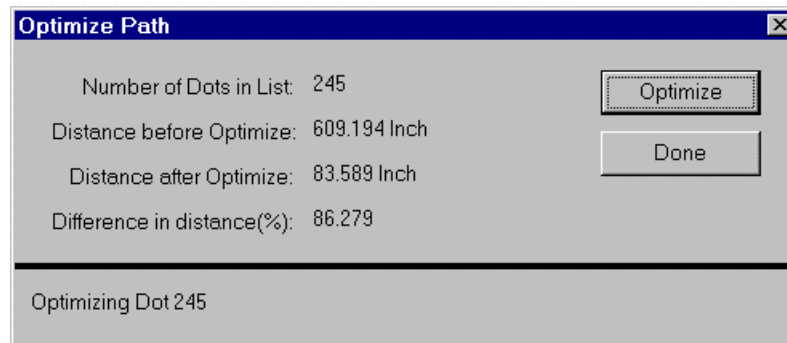 Optimize Path
Number of Dots in List: 245
Optimize
Distance before Optimize: 609.194 Inch
Done
Distance after Optimize: 83.589 Inch
Difference in distance(%): 86.279
Optimizing Dot 245